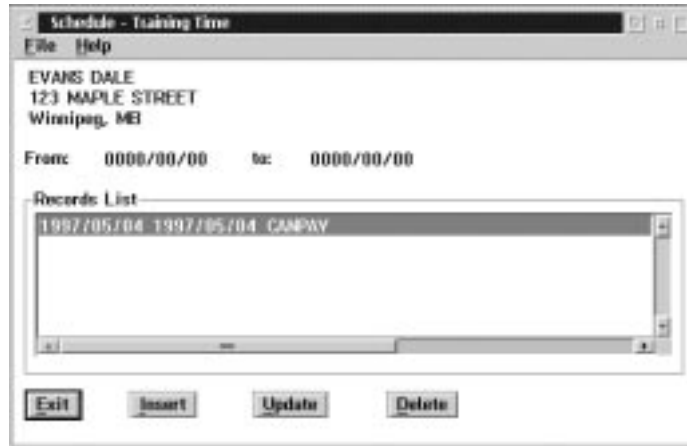 Schedule - Training Time
File Help
EVANS DALE
123 MAPLE STREET
Winnipeg, MB
From: 0000/00/00 to: 0000/00/00
Records List
1997/05/04 1997/05/04 CANPAY
Exit Insert Update Delete